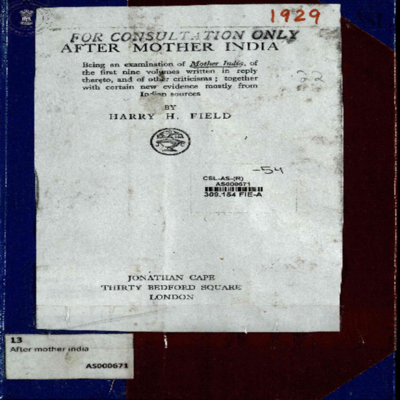 1929
FOR CONSULTATION ONLY
AFTER MOTHER INDIA
Being an examination of Mother India, of
the first nine volumes written in reply
thereto, and of other criticisms; together
with certain new evidence mostly from
Indian sources
BY
HARRY H. FIELD
-54
CSL-AS-(R)
AS000671
309.154 FIE-A
JONATHAN CAPE
THIRTY BEDFORD SQUARE
LONDON
13
After mother india
AS000671